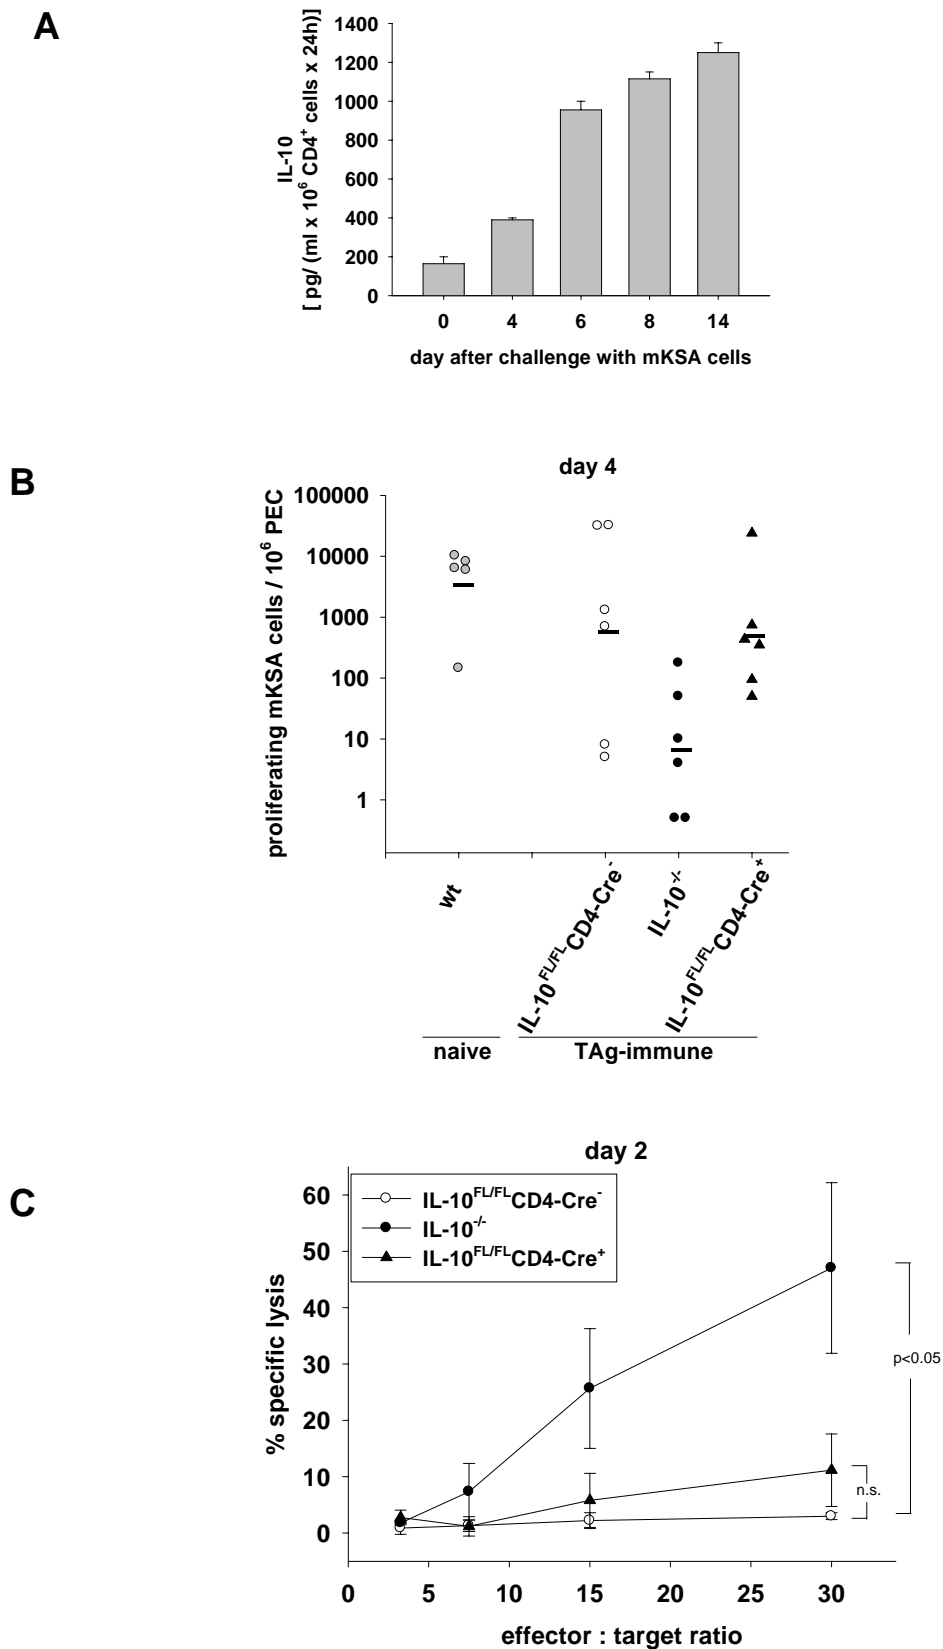 A
1400
1200
1000
800
600
400
200
0
IL-10
[ pg/ (ml x 10⁶ CD4⁺ cells x 24h)]
0 4 6 8 14
day after challenge with mKSA cells
B
day 4
100000
10000
1000
100
10
1
proliferating mKSA cells / 10⁶ PEC
wt
IL-10^FL/FL CD4-Cre⁻
IL-10⁻/⁻
IL-10^FL/FL CD4-Cre⁺
naive TAg-immune
C
day 2
IL-10^FL/FL CD4-Cre⁻
IL-10⁻/⁻
IL-10^FL/FL CD4-Cre⁺
60
50
40
30
20
10
0
% specific lysis
p<0.05
n.s.
0 5 10 15 20 25 30
effector : target ratio